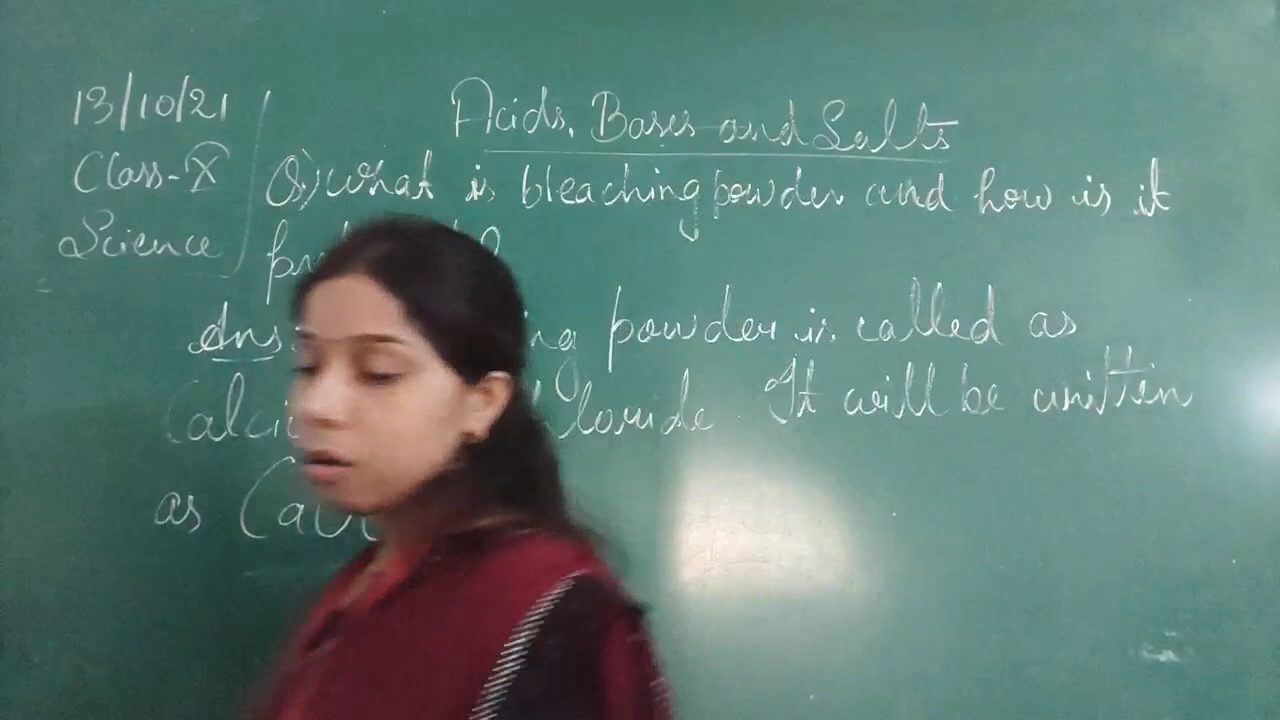 13/10/21
Class-X
Science
Acids, Bases and Salts
Q) what is bleaching powder and how is it
Ans. powder is called as
It will be written
as